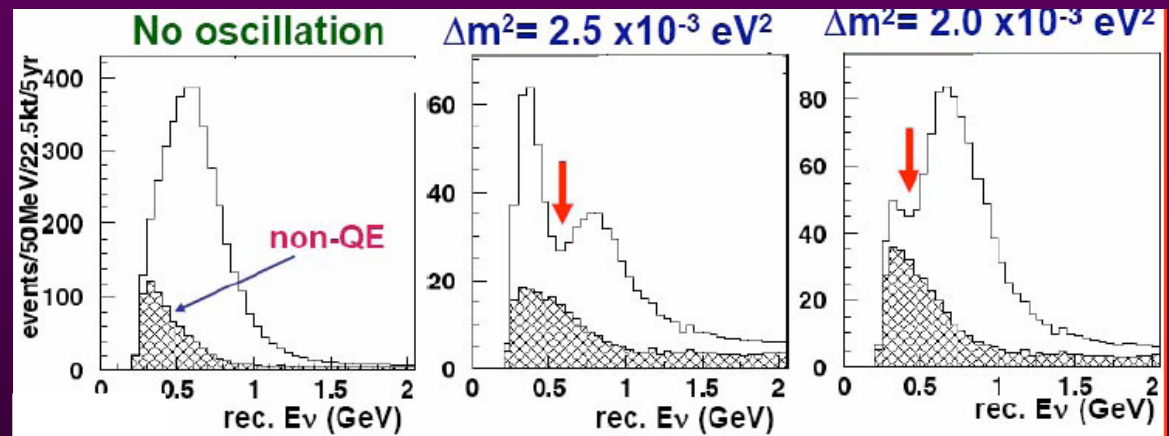 No oscillation
Δm²= 2.5 x10⁻³ eV²
Δm²= 2.0 x10⁻³ eV²
events/50MeV/22.5kt/5yr
400
300
200
100
0
non-QE
0 0.5 1 1.5 2
rec. Eν (GeV)
60
40
20
0
0 0.5 1 1.5 2
rec. Eν (GeV)
80
60
40
20
0
0 0.5 1 1.5 2
rec. Eν (GeV)